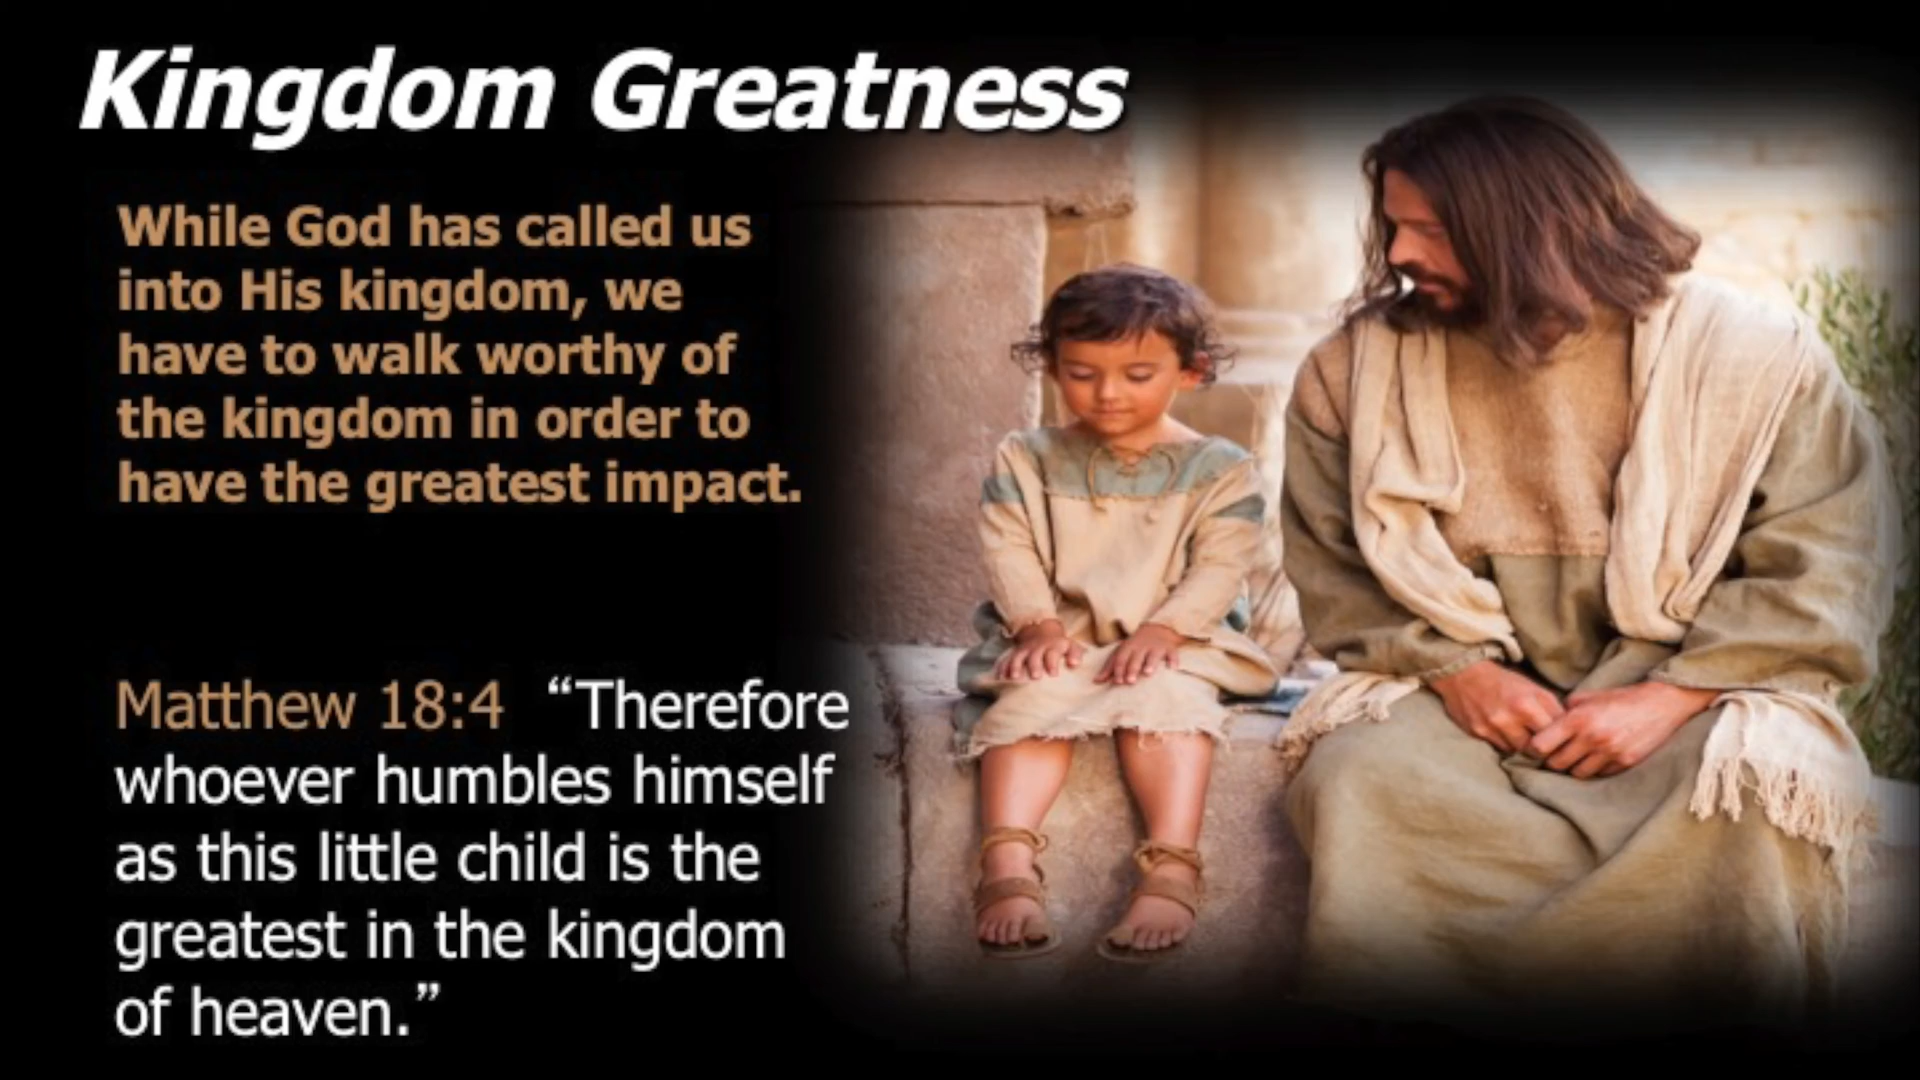 Kingdom Greatness
While God has called us
into His kingdom, we
have to walk worthy of
the kingdom in order to
have the greatest impact.
Matthew 18:4 “Therefore
whoever humbles himself
as this little child is the
greatest in the kingdom
of heaven.”